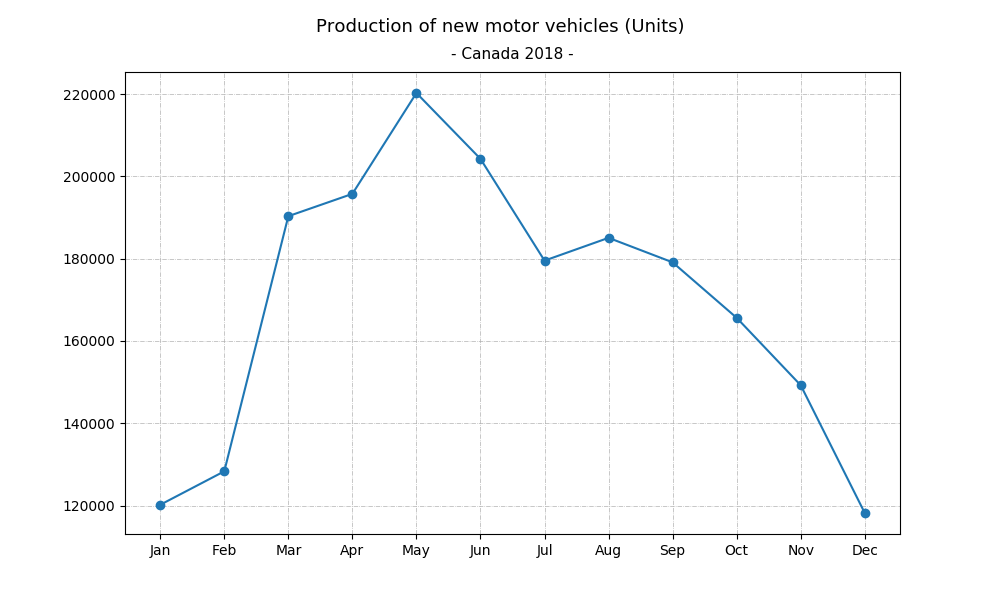 Production of new motor vehicles (Units)
- Canada 2018 -
220000
200000
180000
160000
140000
120000
Jan Feb Mar Apr May Jun Jul Aug Sep Oct Nov Dec